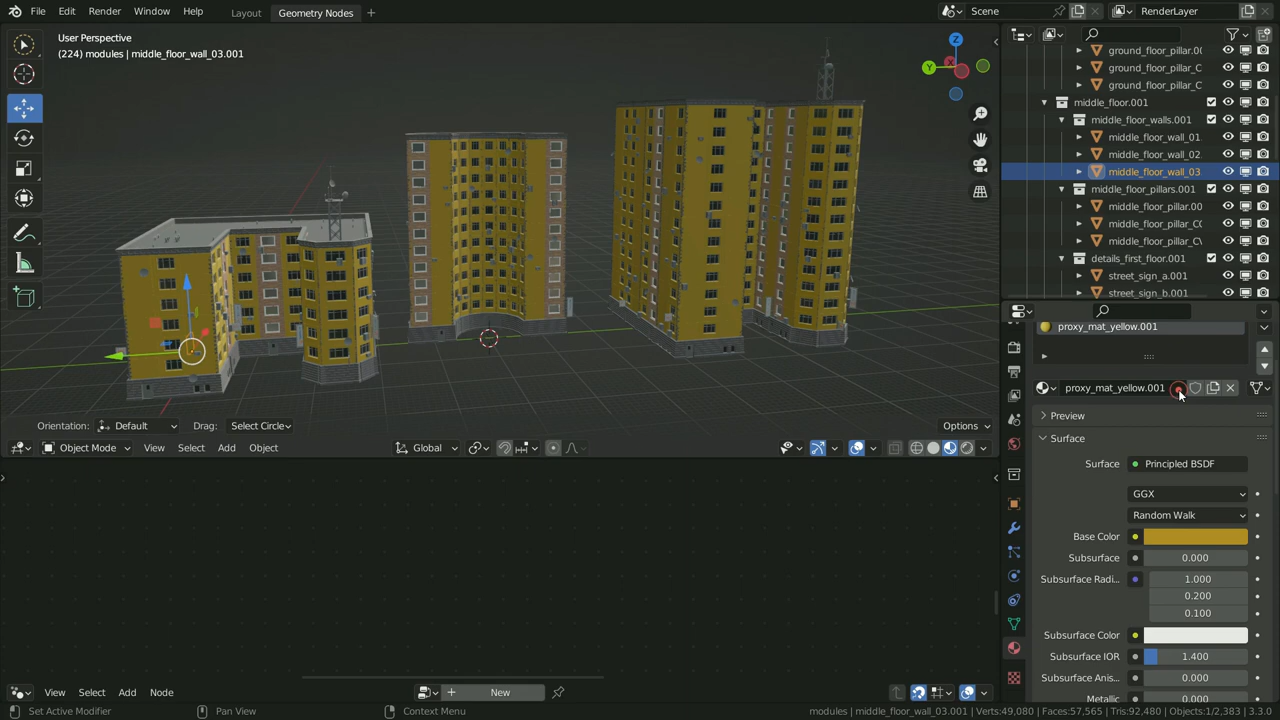 File Edit Render Window Help Layout Geometry Nodes + Scene RenderLayer
User Perspective
(224) modules | middle_floor_wall_03.001
Z
Y
X
ground_floor_pillar.00
ground_floor_pillar_C
ground_floor_pillar_C
middle_floor.001
middle_floor_walls.001
middle_floor_wall_01.
middle_floor_wall_02.
middle_floor_wall_03
middle_floor_pillars.001
middle_floor_pillar.00
middle_floor_pillar_CC
middle_floor_pillar_CV
details_first_floor.001
street_sign_a.001
street_sign_b.001
proxy_mat_yellow.001
proxy_mat_yellow.001
Preview
Surface
Surface Principled BSDF
GGX
Random Walk
Base Color
Subsurface 0.000
Subsurface Radi... 1.000
0.200
0.100
Subsurface Color
Subsurface IOR 1.400
Subsurface Anis... 0.000
Metallic 0.000
Orientation: Default Drag: Select Circle Options
Object Mode View Select Add Object Global
View Select Add Node New
Set Active Modifier Pan View Context Menu modules | middle_floor_wall_03.001 | Verts:49,080 | Faces:57,565 | Tris:92,480 | Objects:1/2,383 | 3.3.0